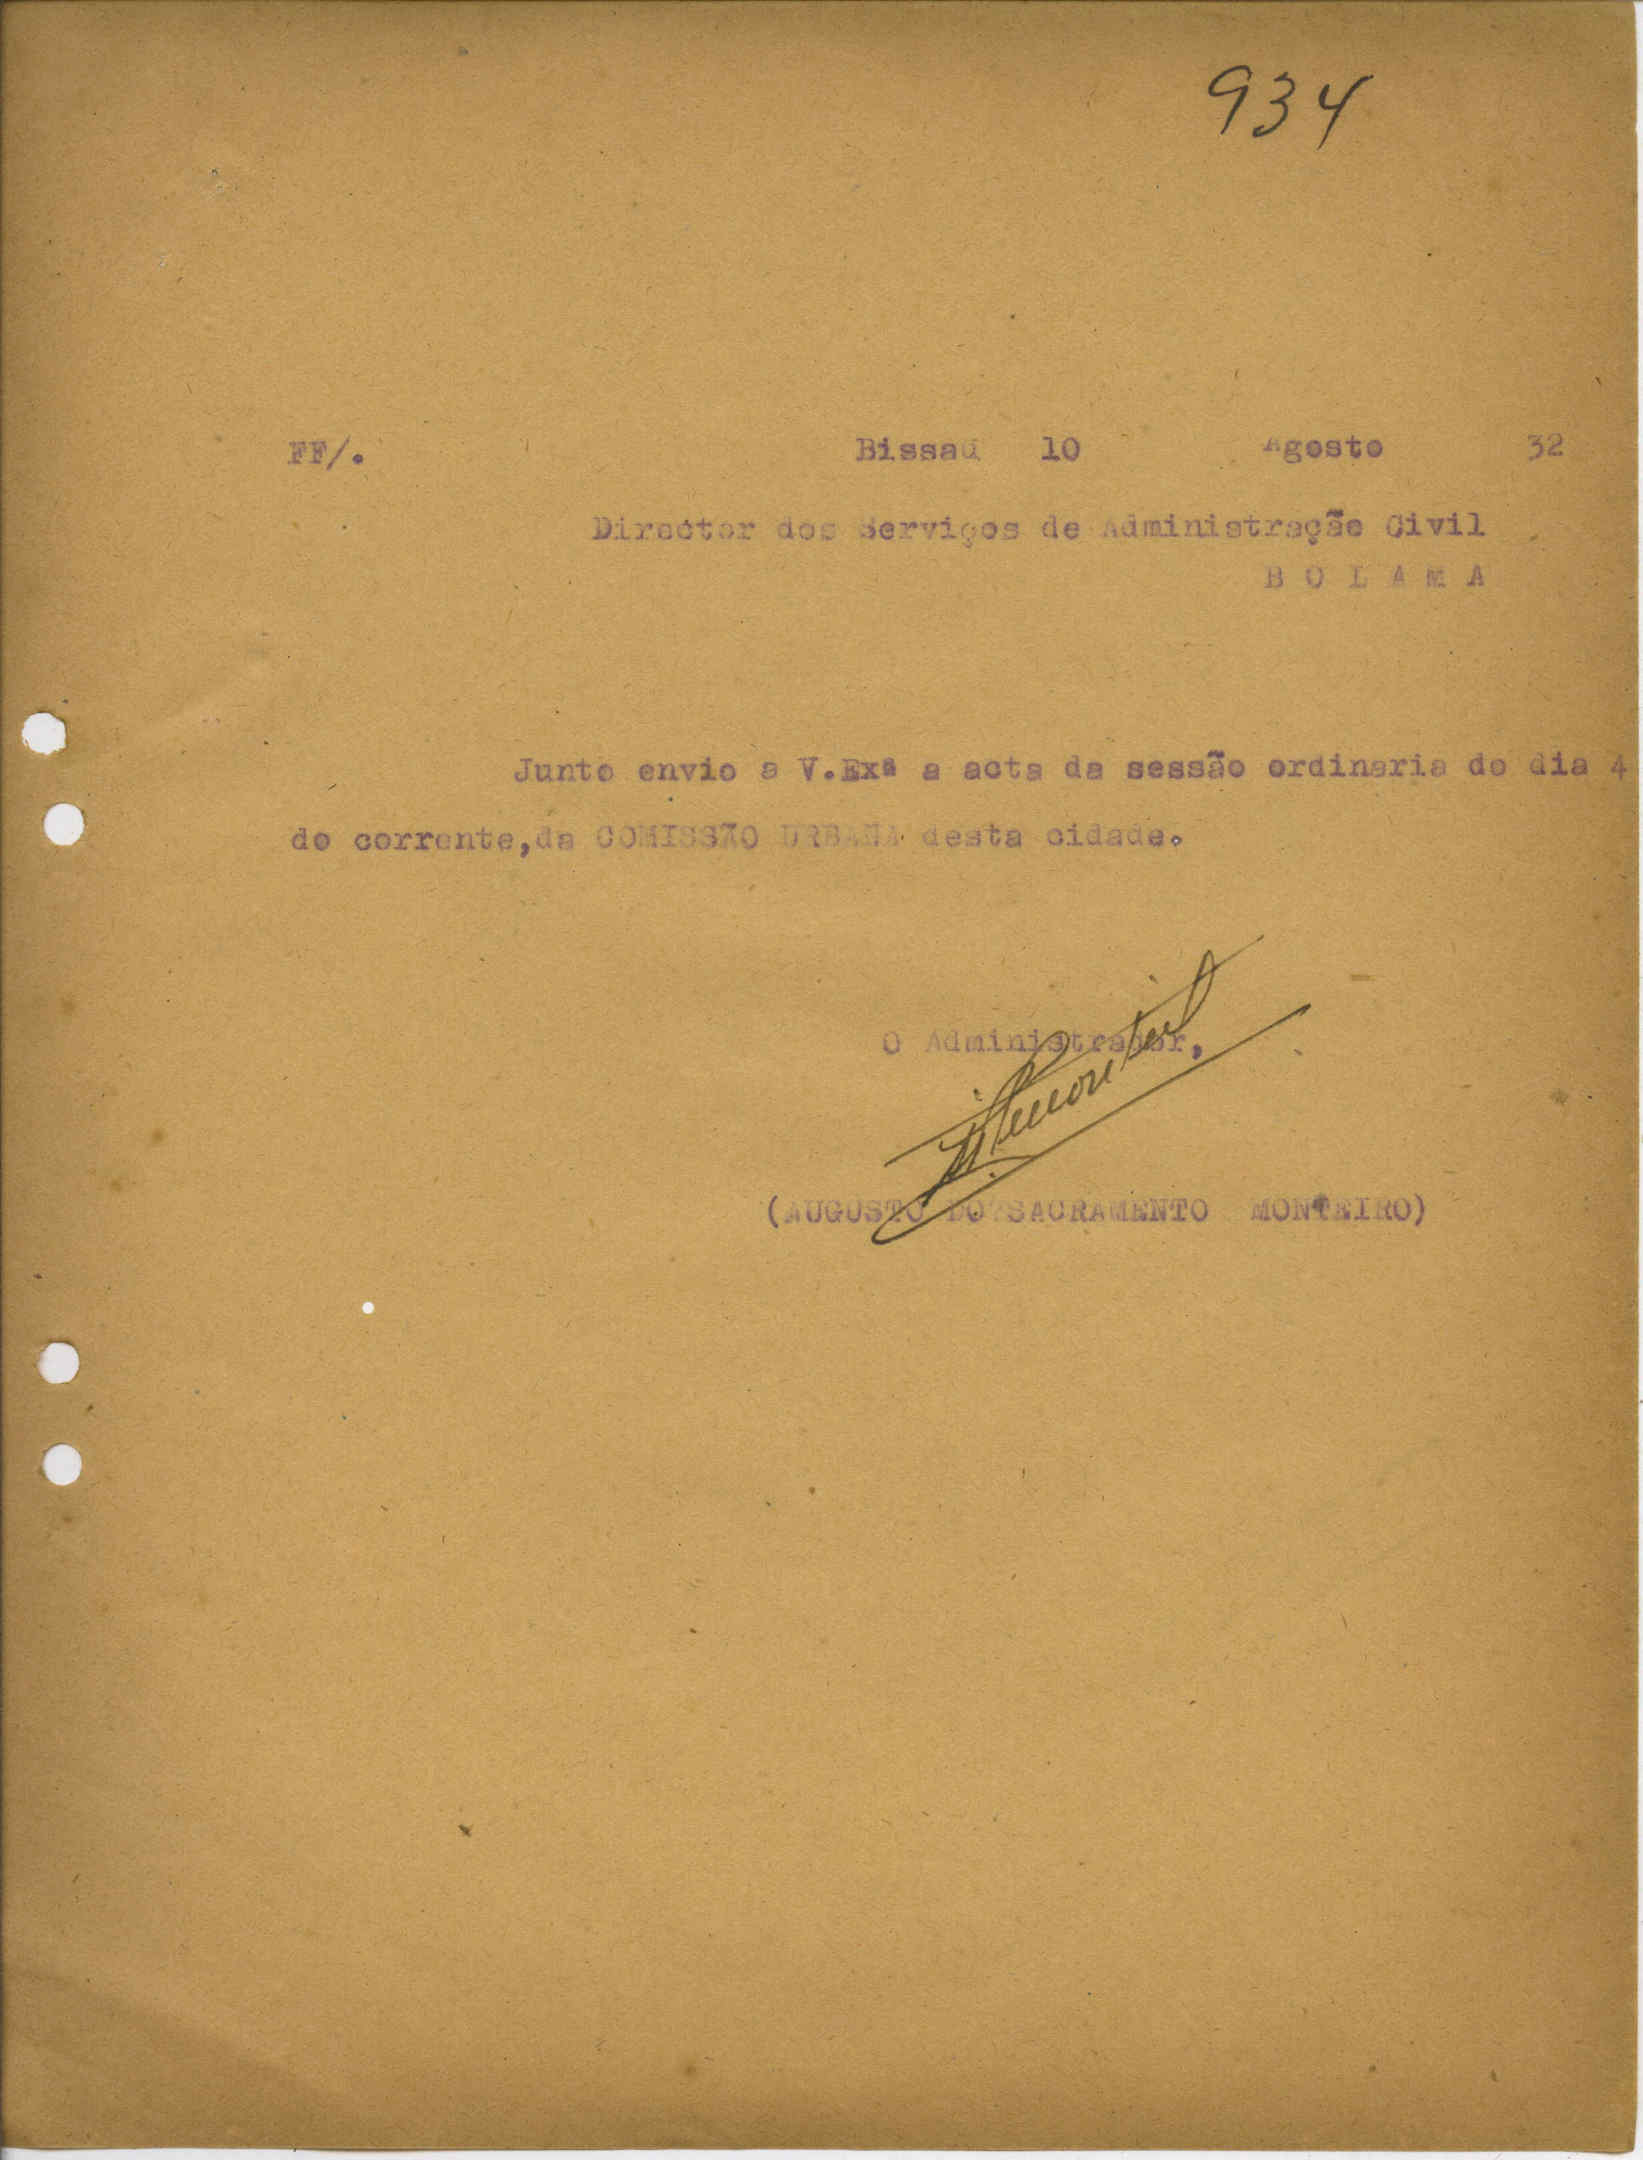 934
FF/. Bissau 10 Agosto 32
Director dos Serviços de Administração Civil
B O L A M A
Junto envio a V.Exª a acta da sessão ordinaria do dia 4
do corrente,da COMISSÃO URBANA desta cidade.
O Administrador,
(AUGUSTO DO SACRAMENTO MONTEIRO)